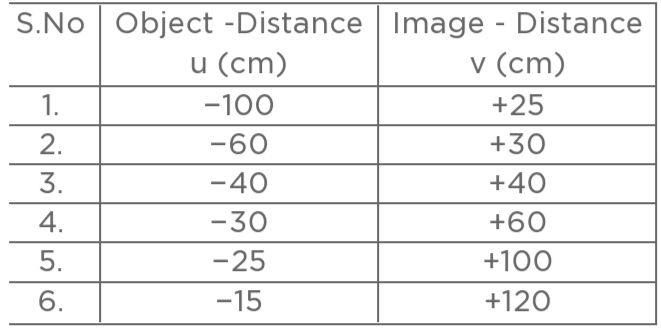 S.No Object -Distance u (cm) Image - Distance v (cm)
1. −100 +25
2. −60 +30
3. −40 +40
4. −30 +60
5. −25 +100
6. −15 +120